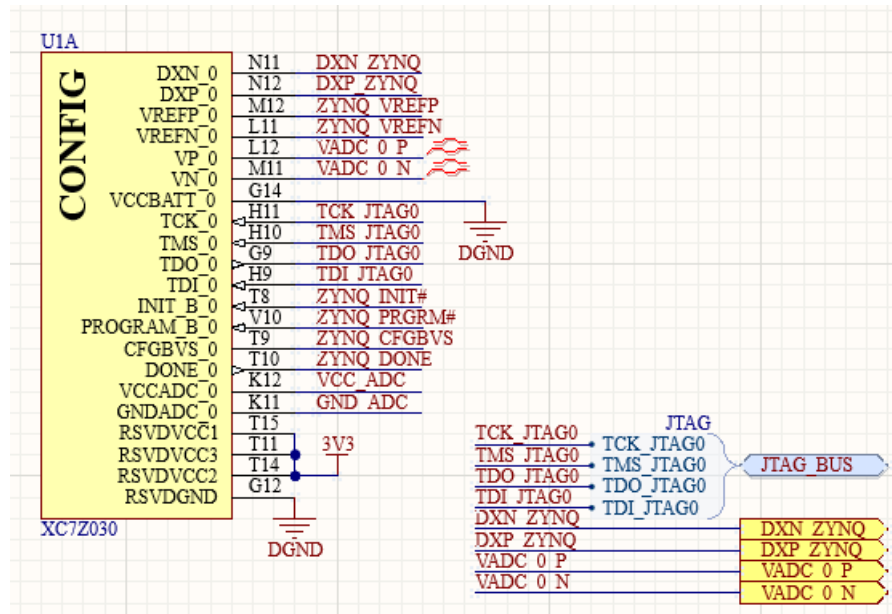 U1A
CONFIG
DXN_0 N11 DXN_ZYNQ
DXP_0 N12 DXP_ZYNQ
VREFP_0 M12 ZYNQ_VREFP
VREFN_0 L11 ZYNQ_VREFN
VP_0 L12 VADC_0_P
VN_0 M11 VADC_0_N
VCCBATT_0 G14
TCK_0 H11 TCK_JTAG0
TMS_0 H10 TMS_JTAG0
DGND
TDO_0 G9 TDO_JTAG0
TDI_0 H9 TDI_JTAG0
INIT_B_0 T8 ZYNQ_INIT#
PROGRAM_B_0 V10 ZYNQ_PRGRM#
CFGBVS_0 T9 ZYNQ_CFGBVS
DONE_0 T10 ZYNQ_DONE
VCCADC_0 K12 VCC_ADC
GNDADC_0 K11 GND_ADC
RSVDVCC1 T15
RSVDVCC3 T11 3V3
RSVDVCC2 T14
RSVDGND G12
XC7Z030
DGND
JTAG
TCK_JTAG0 TCK_JTAG0
TMS_JTAG0 TMS_JTAG0 JTAG_BUS
TDO_JTAG0 TDO_JTAG0
TDI_JTAG0 TDI_JTAG0
DXN_ZYNQ DXN_ZYNQ
DXP_ZYNQ DXP_ZYNQ
VADC_0_P VADC_0_P
VADC_0_N VADC_0_N